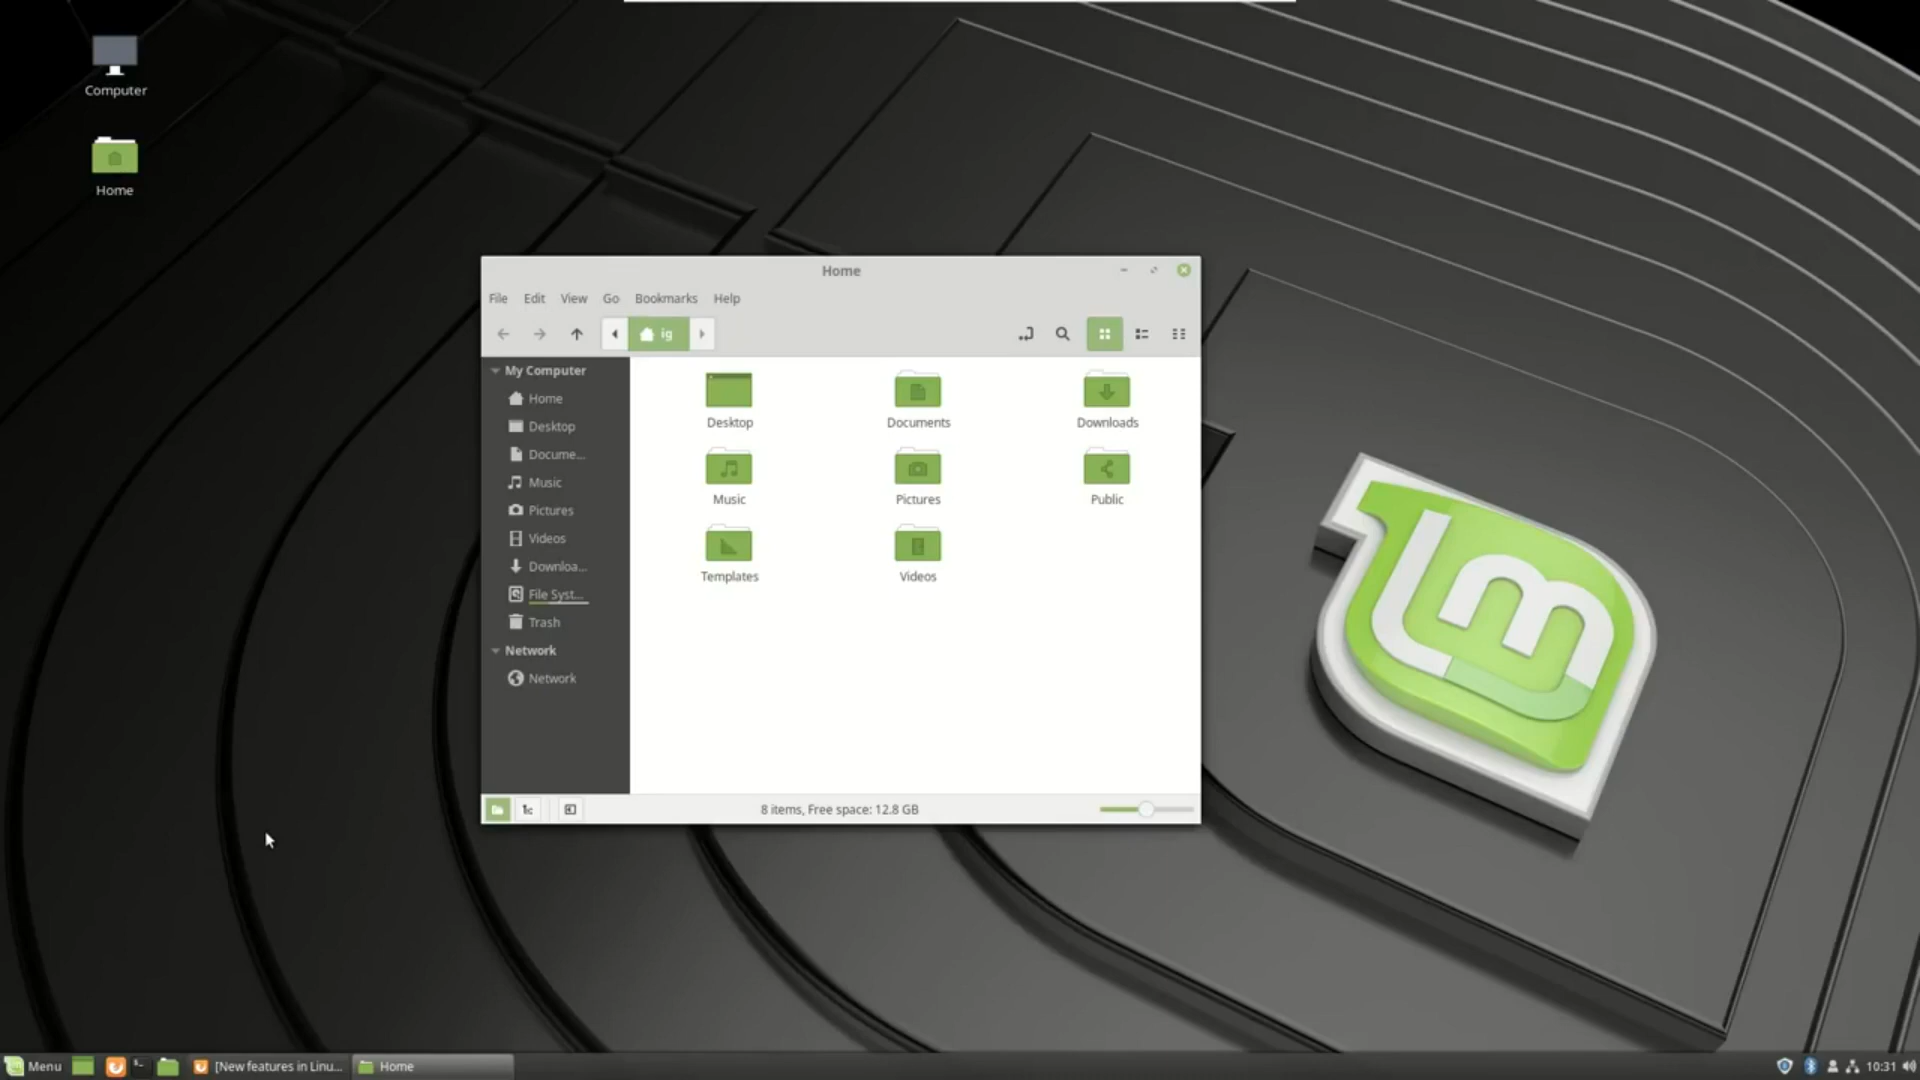 Computer
Home
Home
File Edit View Go Bookmarks Help
ig
My Computer
Home
Desktop
Docume...
Music
Pictures
Videos
Downloa...
File Syst...
Trash
Network
Network
Desktop Documents Downloads
Music Pictures Public
Templates Videos
8 items, Free space: 12.8 GB
lm
Menu [New features in Linu... Home 10:31